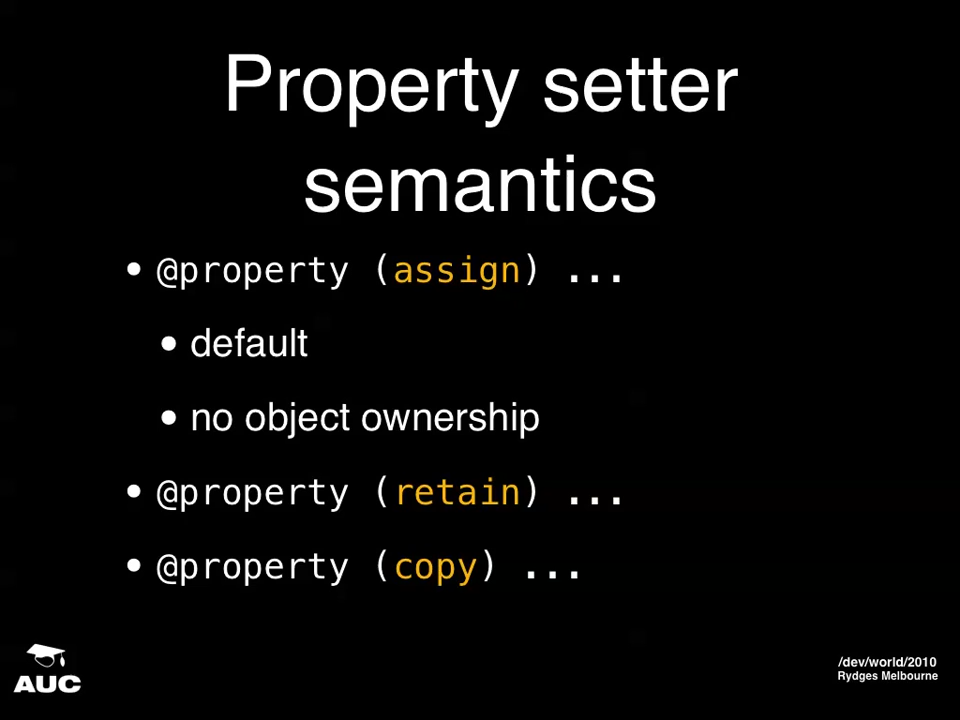 Property setter
semantics
• @property (assign) ...
• default
• no object ownership
• @property (retain) ...
• @property (copy) ...
AUC
/dev/world/2010
Rydges Melbourne